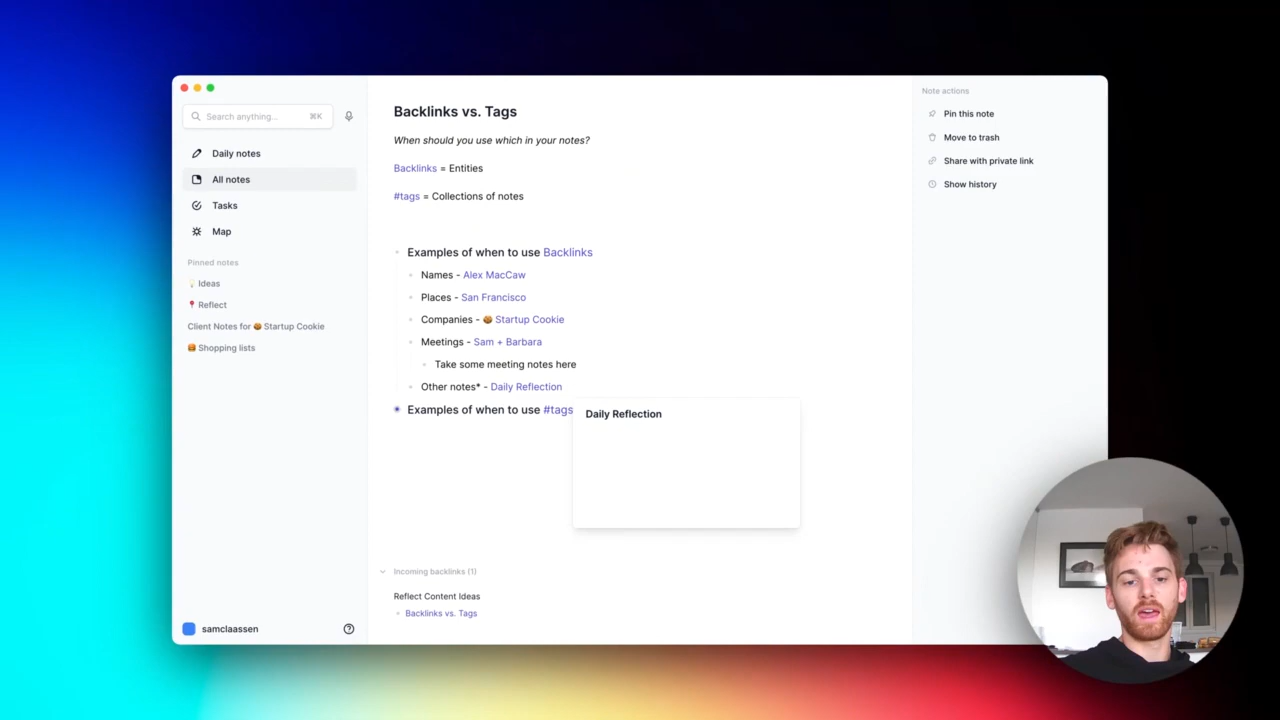 Search anything...
⌘K
Daily notes
All notes
Tasks
Map
Pinned notes
💡 Ideas
📍 Reflect
Client Notes for 🍪 Startup Cookie
🍔 Shopping lists
samclaassen
Backlinks vs. Tags
When should you use which in your notes?
Backlinks = Entities
#tags = Collections of notes
Examples of when to use Backlinks
Names - Alex MacCaw
Places - San Francisco
Companies - 🍪 Startup Cookie
Meetings - Sam + Barbara
Take some meeting notes here
Other notes* - Daily Reflection
Examples of when to use #tags
Daily Reflection
Incoming backlinks (1)
Reflect Content Ideas
Backlinks vs. Tags
Note actions
Pin this note
Move to trash
Share with private link
Show history